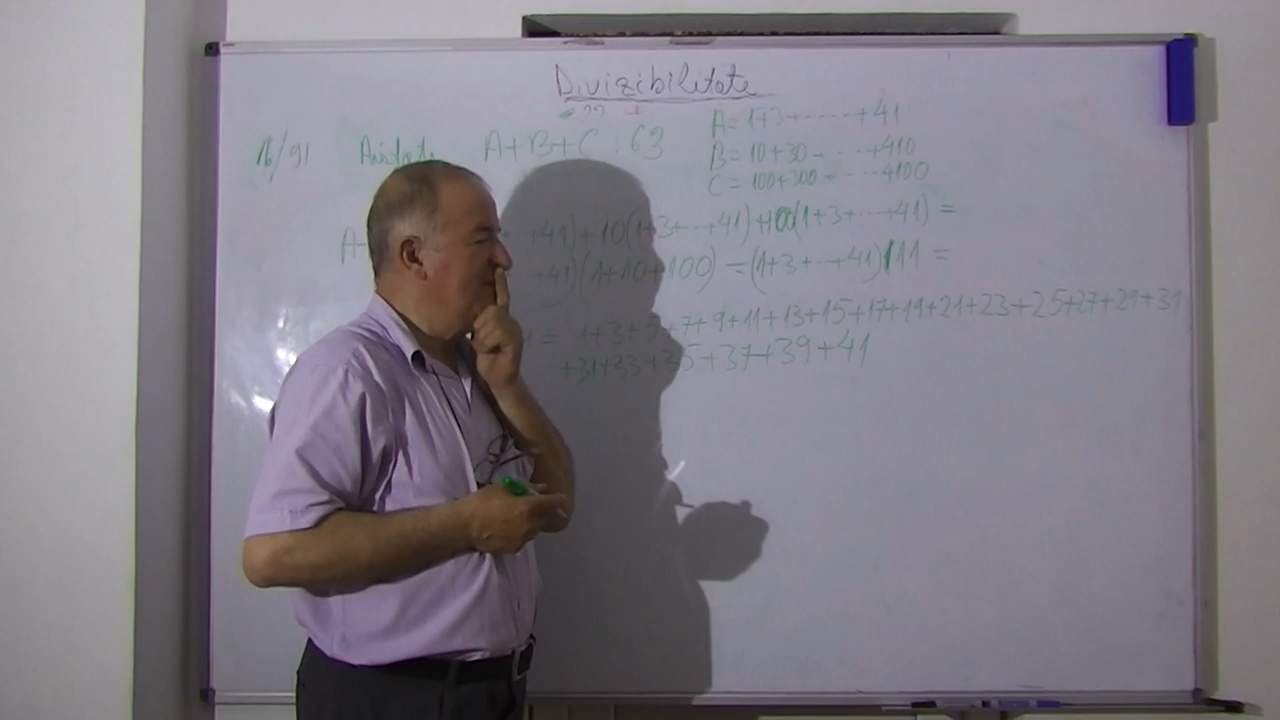 Divizibilitate
16/91 Arătați A+B+C ⋮ 63
A= 1+3+.....+41
B= 10+30+...+410
C= 100+300+...4100
A+ 41)+10(1+3+...41)+100(1+3+...+41) =
+41)(1+10+100) =(1+3+...+41)111 =
= 1+3+5+7+9+11+13+15+17+19+21+23+25+27+29+31
+31+33+35+37+39+41